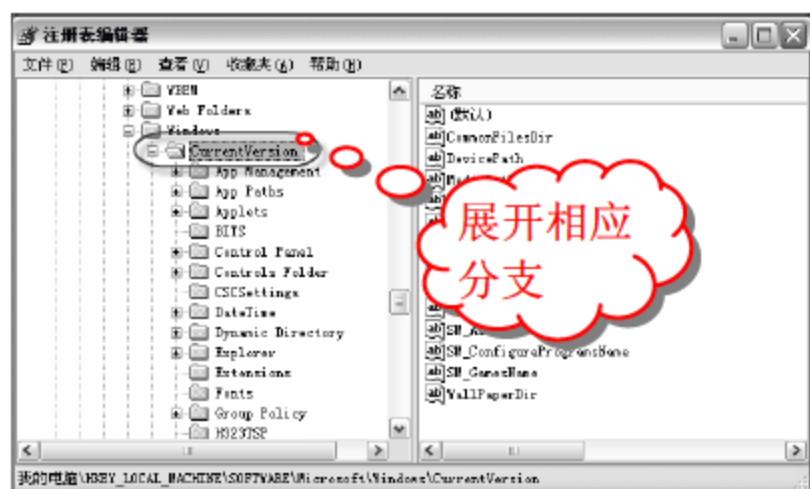 注册表编辑器
文件(F) 编辑(E) 查看(V) 收藏夹(A) 帮助(H)
WBEM
Web Folders
Windows
CurrentVersion
App Management
App Paths
Applets
BITS
Control Panel
Controls Folder
CSCSettings
DateTime
Dynamic Directory
Explorer
Extensions
Fonts
Group Policy
H323TSP
名称
(默认)
CommonFilesDir
DevicePath
SM_ConfigureProgramsName
SM_GamesName
WallPaperDir
展开相应
分支
我的电脑\HKEY_LOCAL_MACHINE\SOFTWARE\Microsoft\Windows\CurrentVersion